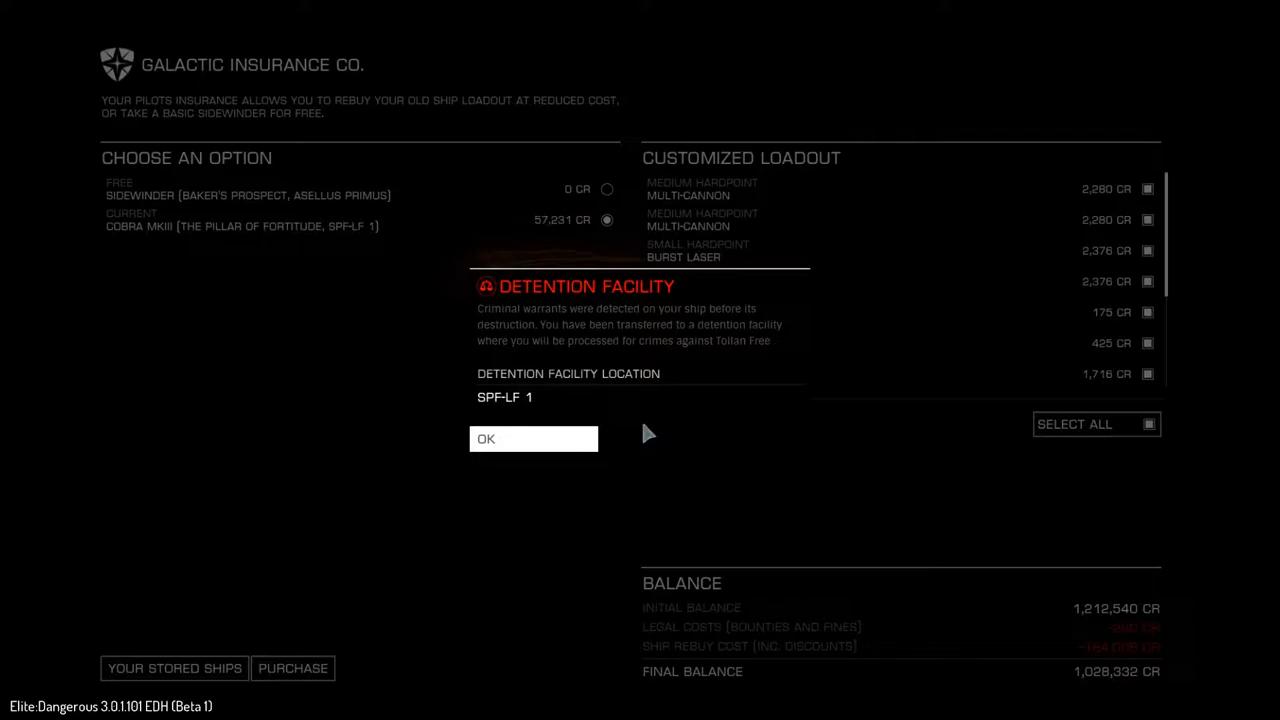 GALACTIC INSURANCE CO.
YOUR PILOTS INSURANCE ALLOWS YOU TO REBUY YOUR OLD SHIP LOADOUT AT REDUCED COST,
OR TAKE A BASIC SIDEWINDER FOR FREE.
CHOOSE AN OPTION
FREE
SIDEWINDER (BAKER'S PROSPECT, ASELLUS PRIMUS) 0 CR
CURRENT
COBRA MKIII (THE PILLAR OF FORTITUDE, SPF-LF 1) 57,231 CR
CUSTOMIZED LOADOUT
MEDIUM HARDPOINT
MULTI-CANNON 2,280 CR
MEDIUM HARDPOINT
MULTI-CANNON 2,280 CR
SMALL HARDPOINT
BURST LASER 2,376 CR
2,376 CR
175 CR
425 CR
1,716 CR
SELECT ALL
DETENTION FACILITY
Criminal warrants were detected on your ship before its
destruction. You have been transferred to a detention facility
where you will be processed for crimes against Tollan Free
DETENTION FACILITY LOCATION
SPF-LF 1
OK
BALANCE
INITIAL BALANCE 1,212,540 CR
LEGAL COSTS (BOUNTIES AND FINES) CR
SHIP REBUY COST (INC. DISCOUNTS) CR
FINAL BALANCE 1,028,332 CR
YOUR STORED SHIPS
PURCHASE
Elite:Dangerous 3.0.1.101 EDH (Beta 1)